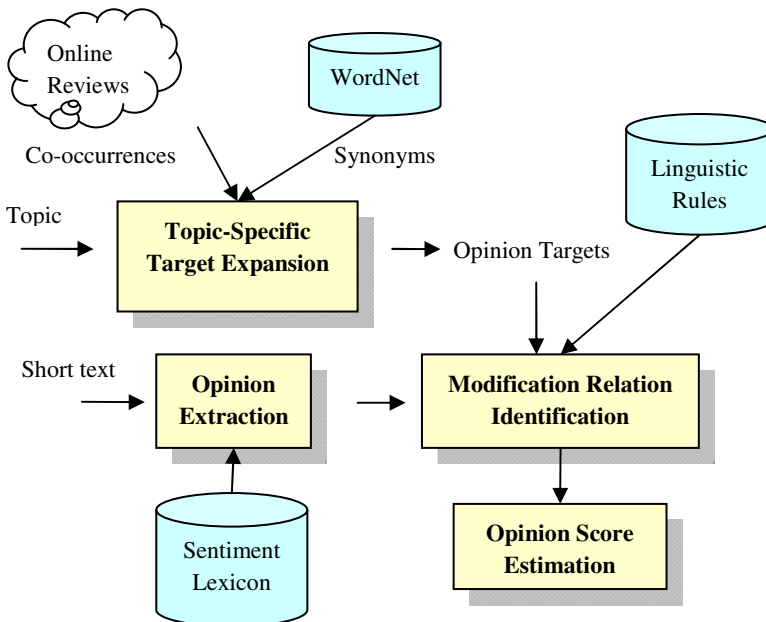 Online
Reviews
WordNet
Co-occurrences
Synonyms
Linguistic
Rules
Topic
Topic-Specific
Target Expansion
Opinion Targets
Short text
Opinion
Extraction
Modification Relation
Identification
Sentiment
Lexicon
Opinion Score
Estimation